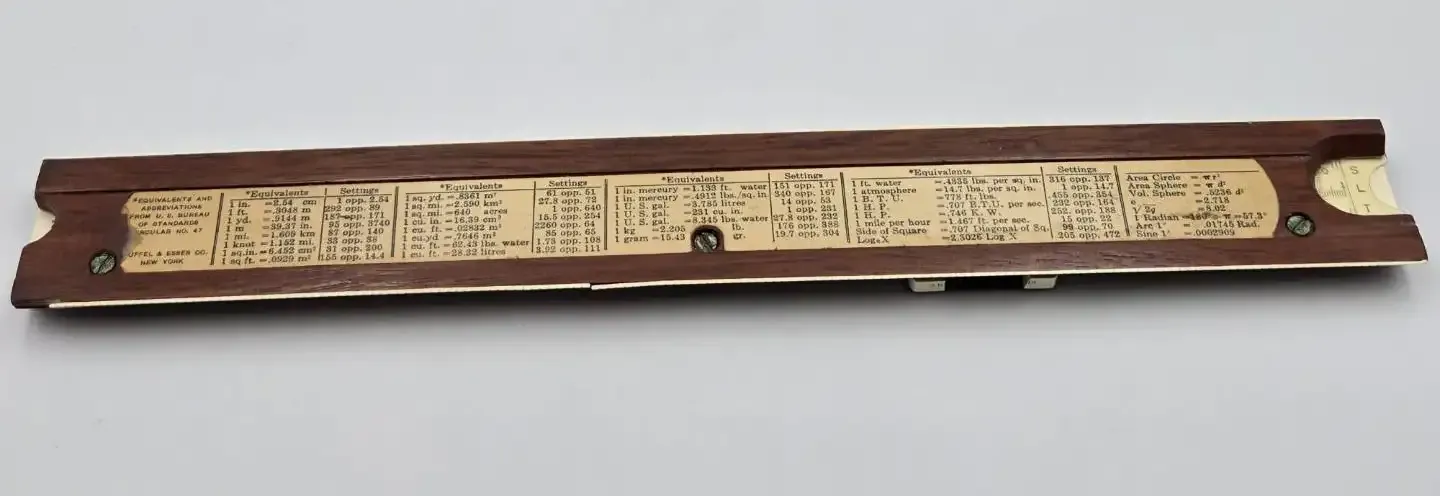 *EQUIVALENTS AND
ABBREVIATIONS
FROM U. S. BUREAU
OF STANDARDS
CIRCULAR NO. 47
UFFEL & ESSER CO.
NEW YORK
*Equivalents Settings
1 in. =2.54 cm 1 opp. 2.54
1 ft. =.3048 m 292 opp. 89
1 yd. =.9144 m 187 opp. 171
1 m =39.37 in. 95 opp. 3740
1 mi. =1.609 km 87 opp. 140
1 knot =1.152 mi. 33 opp. 38
1 sq.in. =6.452 cm² 31 opp. 200
1 sq ft. =.0929 m² 155 opp. 14.4
*Equivalents Settings
1 sq. yd. =.8361 m² 61 opp. 51
1 sq. mi. =2.590 km² 27.8 opp. 72
1 sq. mi. =640 acres 1 opp. 640
1 cu. in. =16.39 cm³ 15.5 opp. 254
1 cu. ft. =.02832 m³ 2260 opp. 64
1 cu. yd. =.7646 m³ 85 opp. 65
1 cu. ft. =62.43 lbs. water 1.73 opp. 108
1 cu. ft. =28.32 litres 3.92 opp. 111
*Equivalents Settings
1 in. mercury =1.133 ft. water 151 opp. 171
1 in. mercury =.4912 lbs./sq.in. 340 opp. 167
1 U. S. gal. =3.785 litres 14 opp. 53
1 U. S. gal. =231 cu. in. 1 opp. 231
1 U. S. gal. =8.345 lbs. water 27.8 opp. 232
1 kg =2.205 lb. 176 opp. 388
1 gram =15.43 gr. 19.7 opp. 304
*Equivalents Settings
1 ft. water =.4335 lbs. per sq. in. 316 opp. 137
1 atmosphere =14.7 lbs. per sq. in. 1 opp. 14.7
1 B. T. U. =778 ft. lbs. 455 opp. 354
1 H. P. =.707 B.T.U. per sec. 232 opp. 164
1 H. P. =.746 K. W. 252 opp. 188
1 mile per hour =1.467 ft. per sec. 15 opp. 22
Side of Square =.707 Diagonal of Sq. 99 opp. 70
LogₑX =2.3026 Log X 205 opp. 472
Area Circle = π r²
Area Sphere = π d²
Vol. Sphere = .5236 d³
e =2.718
√2g =8.02
1 Radian =180° ÷ π =57.3°
Arc 1° =.01745 Rad.
Sine 1' =.0002909
S
L
T